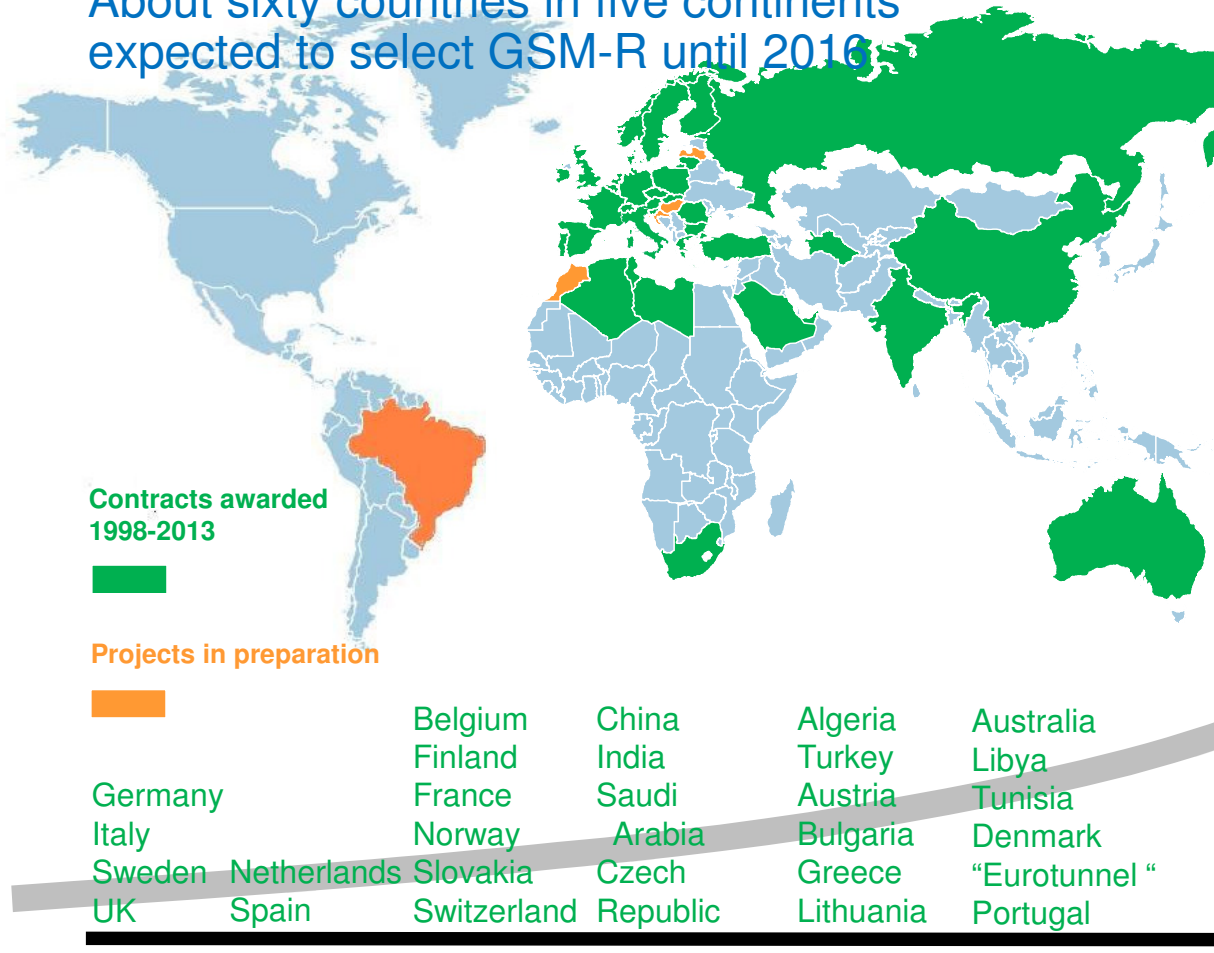 About sixty countries in five continents
expected to select GSM-R until 2016
Contracts awarded
1998-2013
Projects in preparation
Germany
Italy
Sweden
UK
Netherlands
Spain
Belgium
Finland
France
Norway
Slovakia
Switzerland
China
India
Saudi
Arabia
Czech
Republic
Algeria
Turkey
Austria
Bulgaria
Greece
Lithuania
Australia
Libya
Tunisia
Denmark
“Eurotunnel “
Portugal